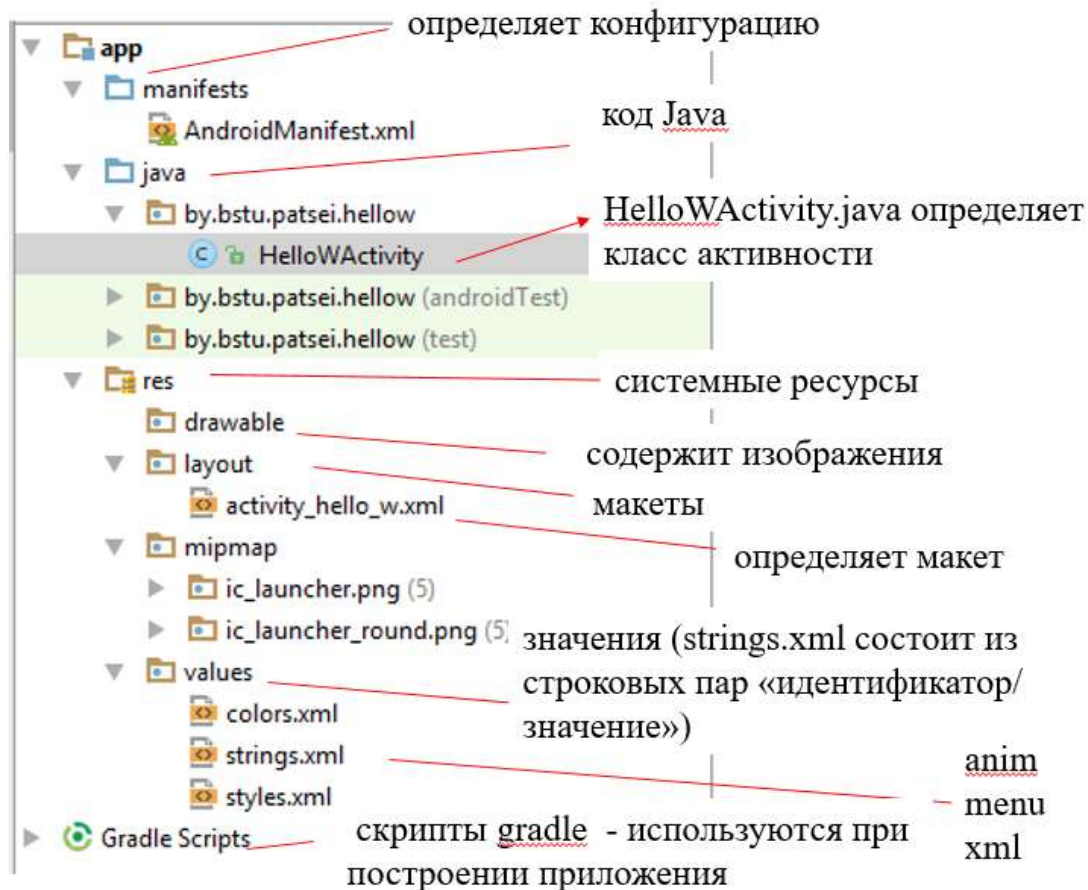 определяет конфигурацию
app
manifests
AndroidManifest.xml
код Java
java
by.bstu.patsei.hellow
HelloWActivity.java определяет
класс активности
HelloWActivity
by.bstu.patsei.hellow (androidTest)
by.bstu.patsei.hellow (test)
res
системные ресурсы
drawable
содержит изображения
layout
макеты
activity_hello_w.xml
mipmap
определяет макет
ic_launcher.png (5)
ic_launcher_round.png (5)
значения (strings.xml состоит из
строковых пар «идентификатор/
значение»)
values
colors.xml
strings.xml
styles.xml
anim
menu
xml
Gradle Scripts
скрипты gradle - используются при
построении приложения